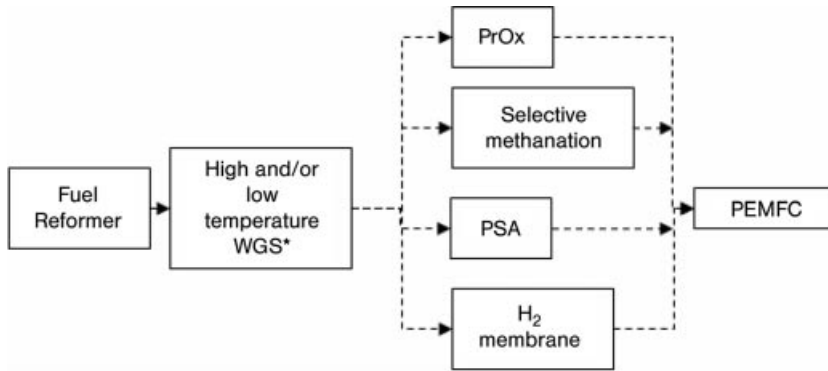 PrOx
Selective
methanation
Fuel
Reformer
High and/or
low
temperature
WGS*
PSA
PEMFC
H₂
membrane